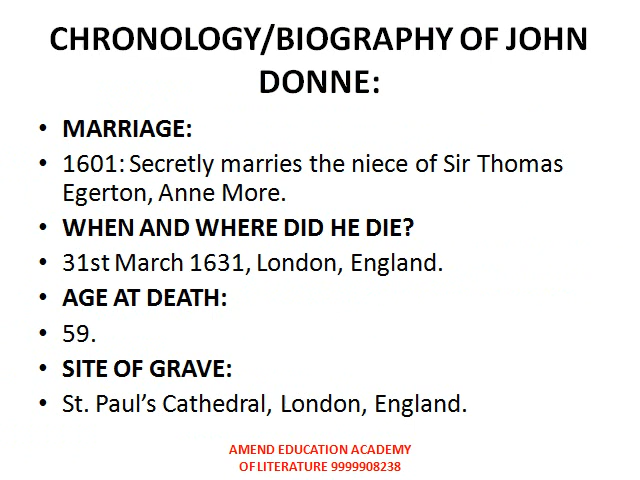 CHRONOLOGY/BIOGRAPHY OF JOHN
DONNE:
• MARRIAGE:
• 1601: Secretly marries the niece of Sir Thomas
Egerton, Anne More.
• WHEN AND WHERE DID HE DIE?
• 31st March 1631, London, England.
• AGE AT DEATH:
• 59.
• SITE OF GRAVE:
• St. Paul’s Cathedral, London, England.
AMEND EDUCATION ACADEMY
OF LITERATURE 9999908238